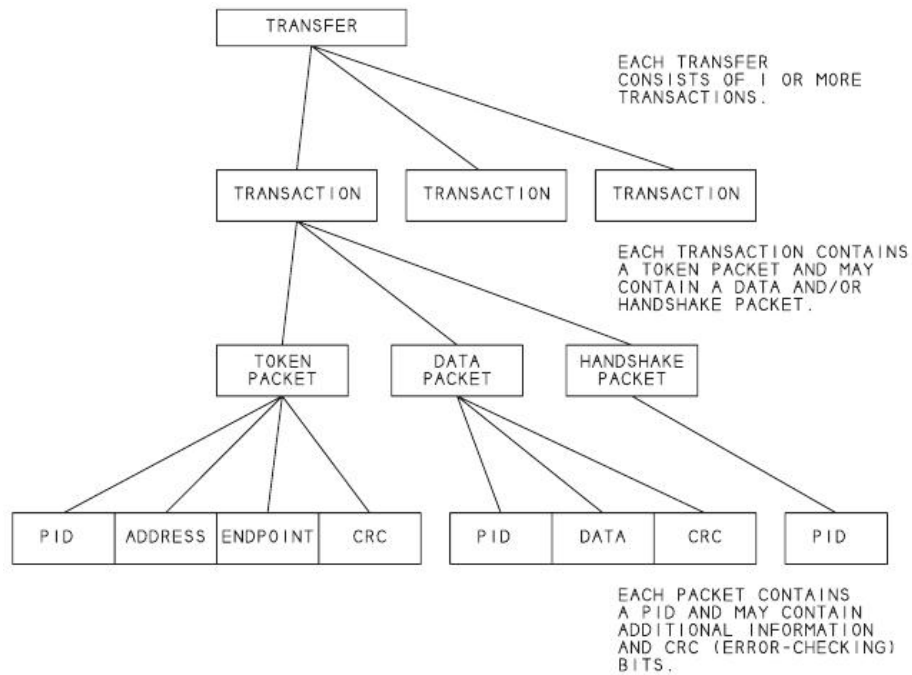 TRANSFER
EACH TRANSFER
CONSISTS OF 1 OR MORE
TRANSACTIONS.
TRANSACTION
TRANSACTION
TRANSACTION
EACH TRANSACTION CONTAINS
A TOKEN PACKET AND MAY
CONTAIN A DATA AND/OR
HANDSHAKE PACKET.
TOKEN
PACKET
DATA
PACKET
HANDSHAKE
PACKET
PID
ADDRESS
ENDPOINT
CRC
PID
DATA
CRC
PID
EACH PACKET CONTAINS
A PID AND MAY CONTAIN
ADDITIONAL INFORMATION
AND CRC (ERROR-CHECKING)
BITS.